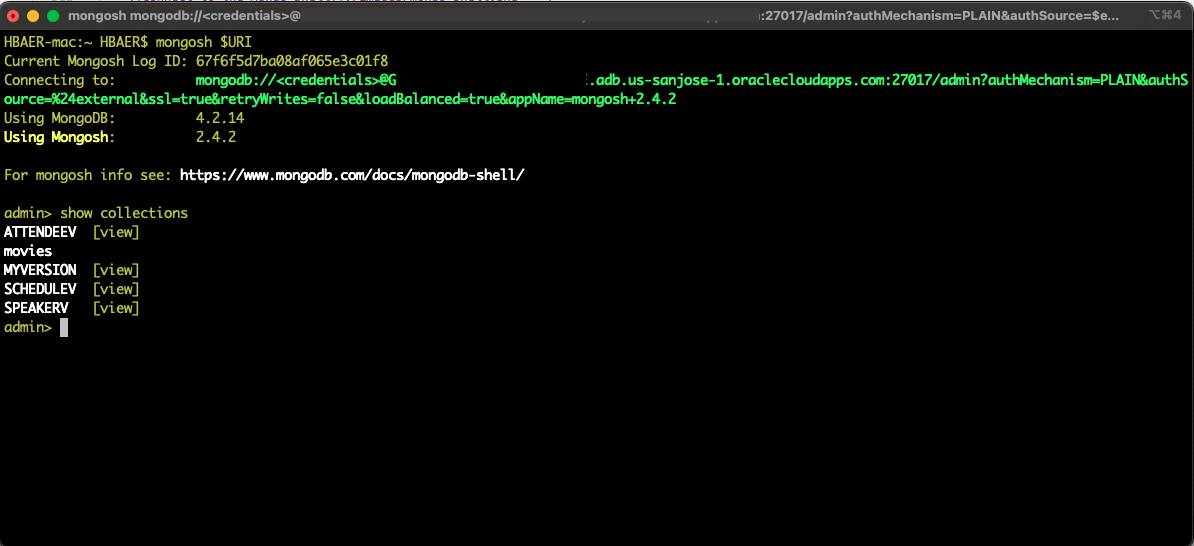 mongosh mongodb://<credentials>@ :27017/admin?authMechanism=PLAIN&authSource=$e... ⌥⌘4
HBAER-mac:~ HBAER$ mongosh $URI
Current Mongosh Log ID: 67f6f5d7ba08af065e3c01f8
Connecting to: mongodb://<credentials>@G .adb.us-sanjose-1.oraclecloudapps.com:27017/admin?authMechanism=PLAIN&authS
ource=%24external&ssl=true&retryWrites=false&loadBalanced=true&appName=mongosh+2.4.2
Using MongoDB: 4.2.14
Using Mongosh: 2.4.2
For mongosh info see: https://www.mongodb.com/docs/mongodb-shell/
admin> show collections
ATTENDEEV [view]
movies
MYVERSION [view]
SCHEDULEV [view]
SPEAKERV [view]
admin>